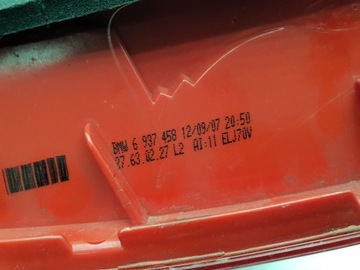 BMW 6 937 458 12/09/07 20:50
27.63.02.27 L2 AI:11 ELJ70V